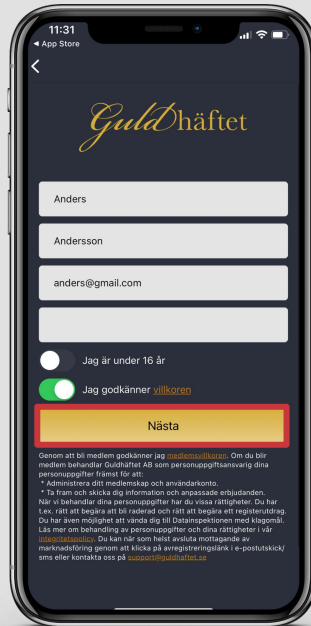 11:31
App Store
Guldhäftet
Anders
Andersson
anders@gmail.com
Jag är under 16 år
Jag godkänner villkoren
Nästa
Genom att bli medlem godkänner jag medlemsvillkoren. Om du blir
medlem behandlar Guldhäftet AB som personuppgiftsansvarig dina
personuppgifter främst för att:
* Administrera ditt medlemskap och användarkonto.
* Ta fram och skicka dig information och anpassade erbjudanden.
När vi behandlar dina personuppgifter har du vissa rättigheter. Du har
t.ex. rätt att begära att bli raderad och rätt att begära ett registerutdrag.
Du har även möjlighet att vända dig till Datainspektionen med klagomål.
Läs mer om behandling av personuppgifter och dina rättigheter i vår
integritetspolicy. Du kan när som helst avsluta mottagande av
marknadsföring genom att klicka på avregistreringslänk i e-postutskick/
sms eller kontakta oss på support@guldhaftet.se